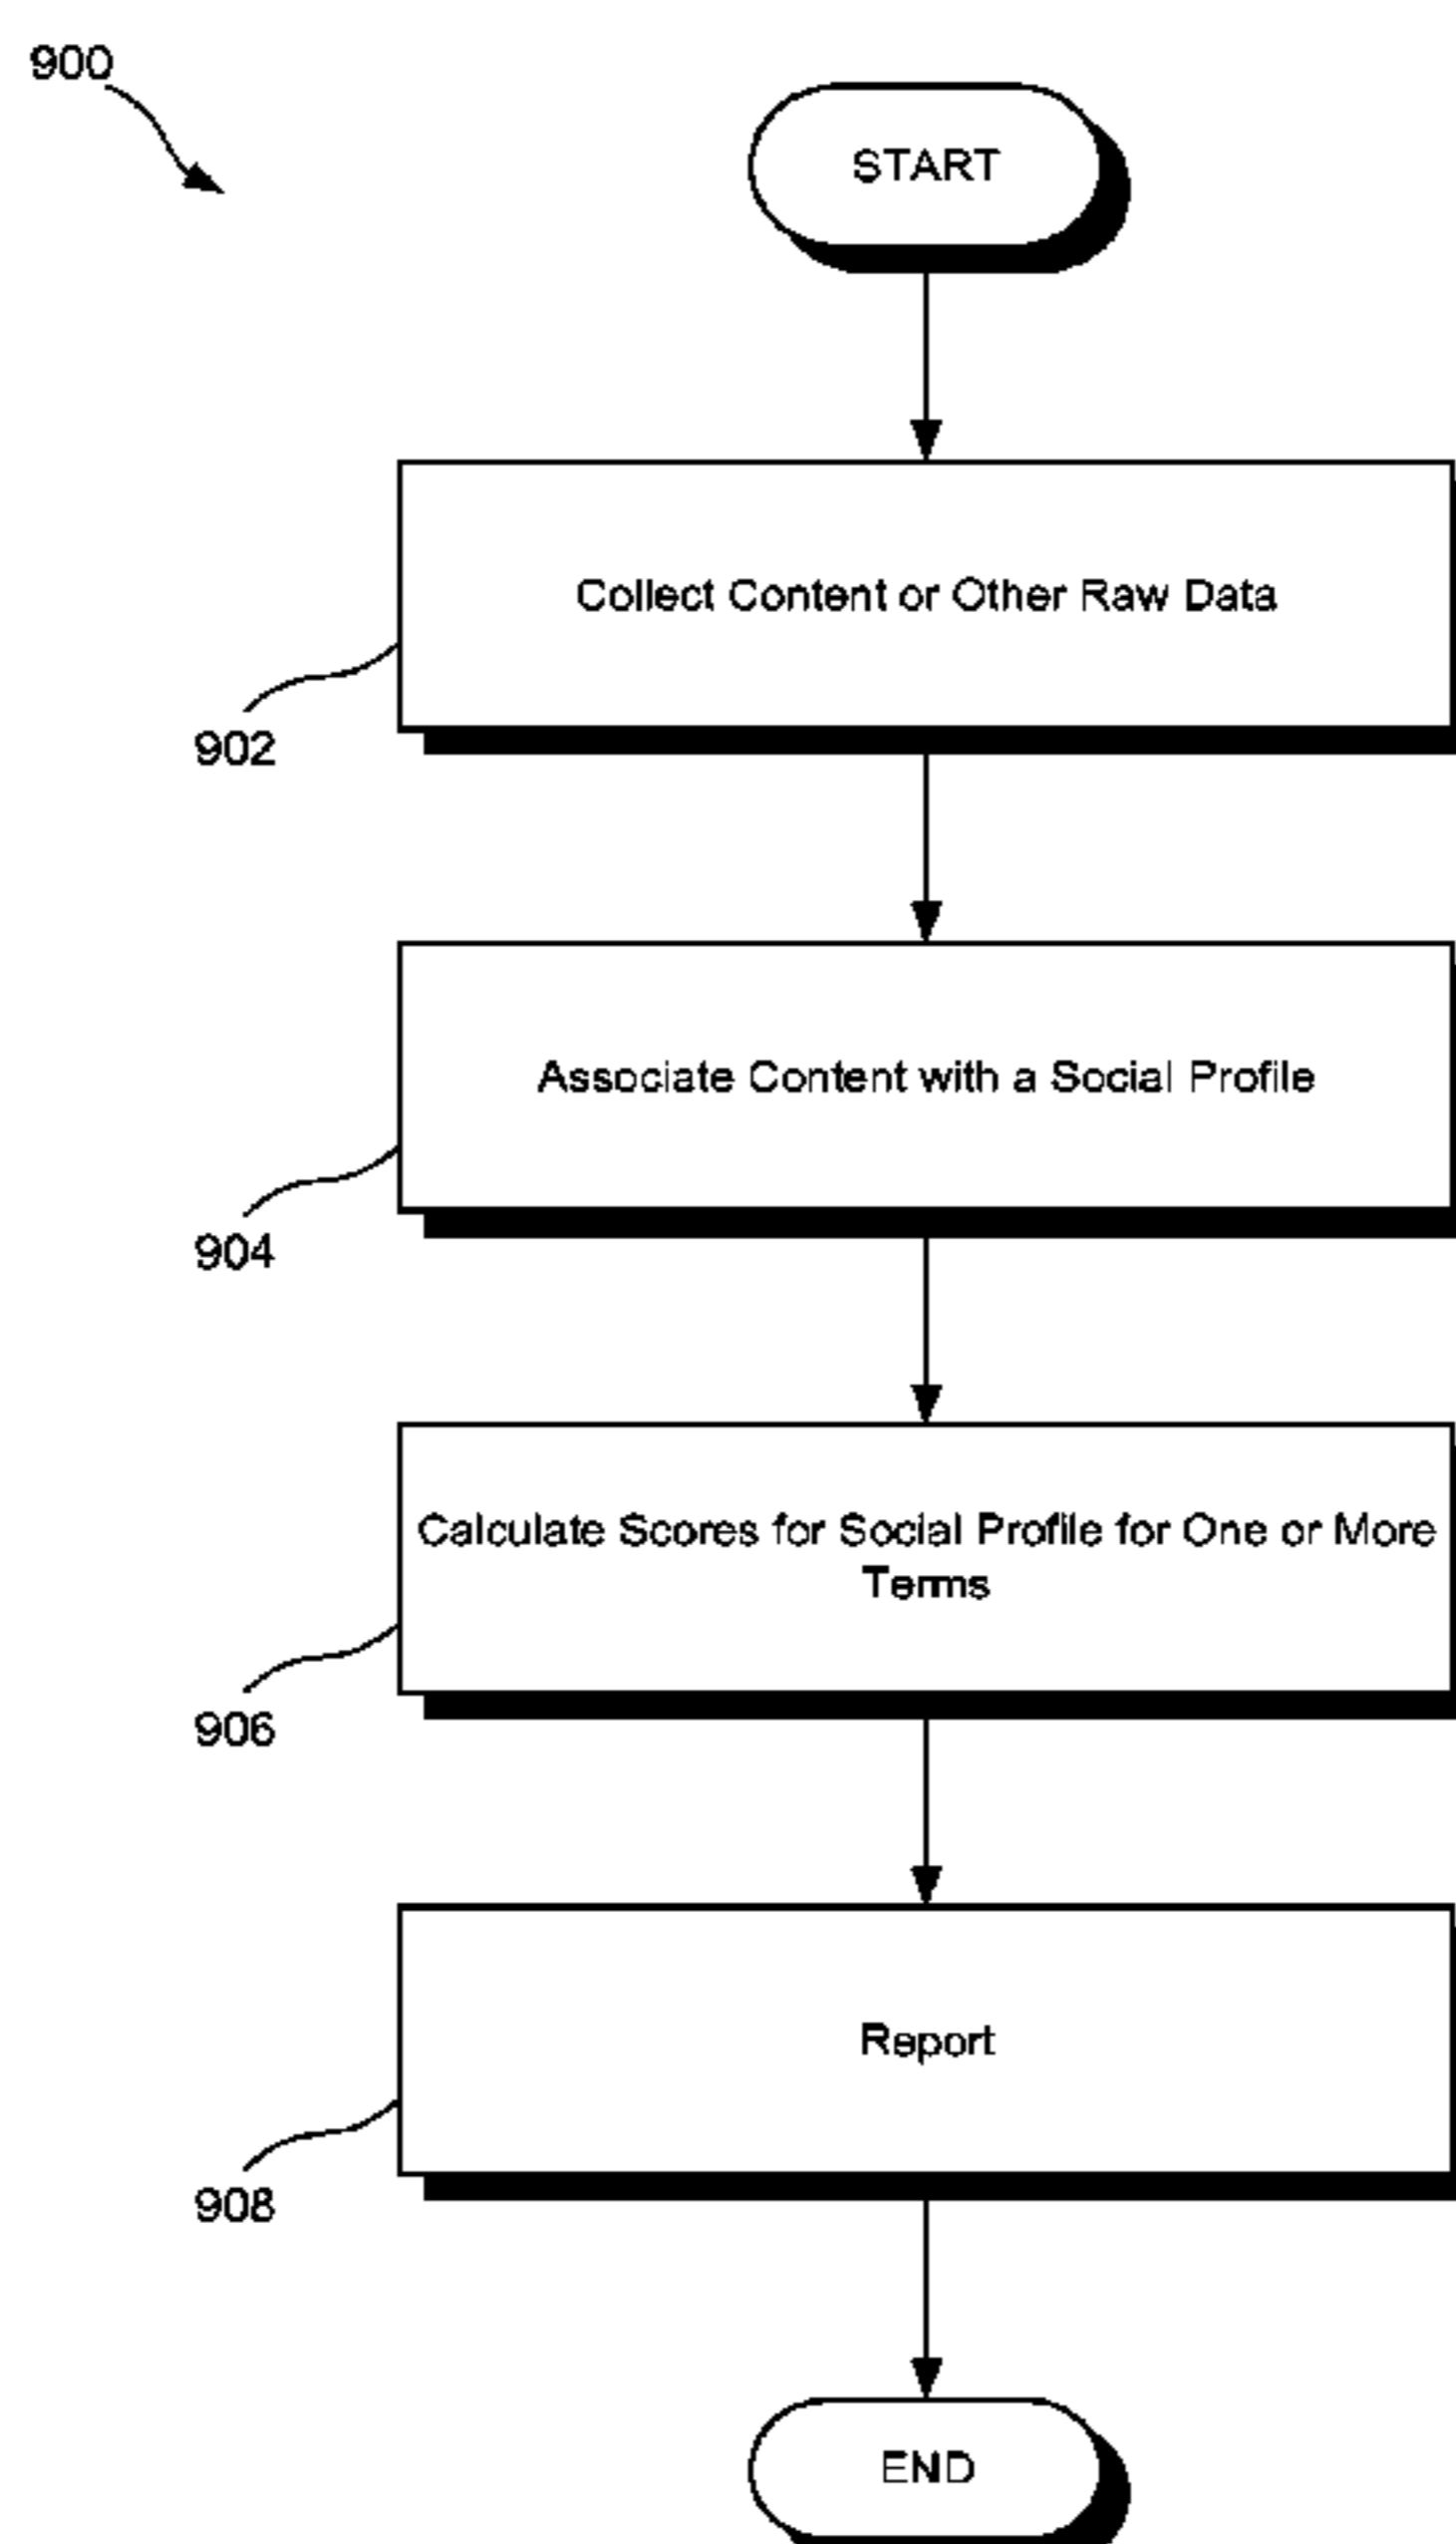 900
START
Collect Content or Other Raw Data
902
Associate Content with a Social Profile
904
Calculate Scores for Social Profile for One or More
Terms
906
Report
908
END